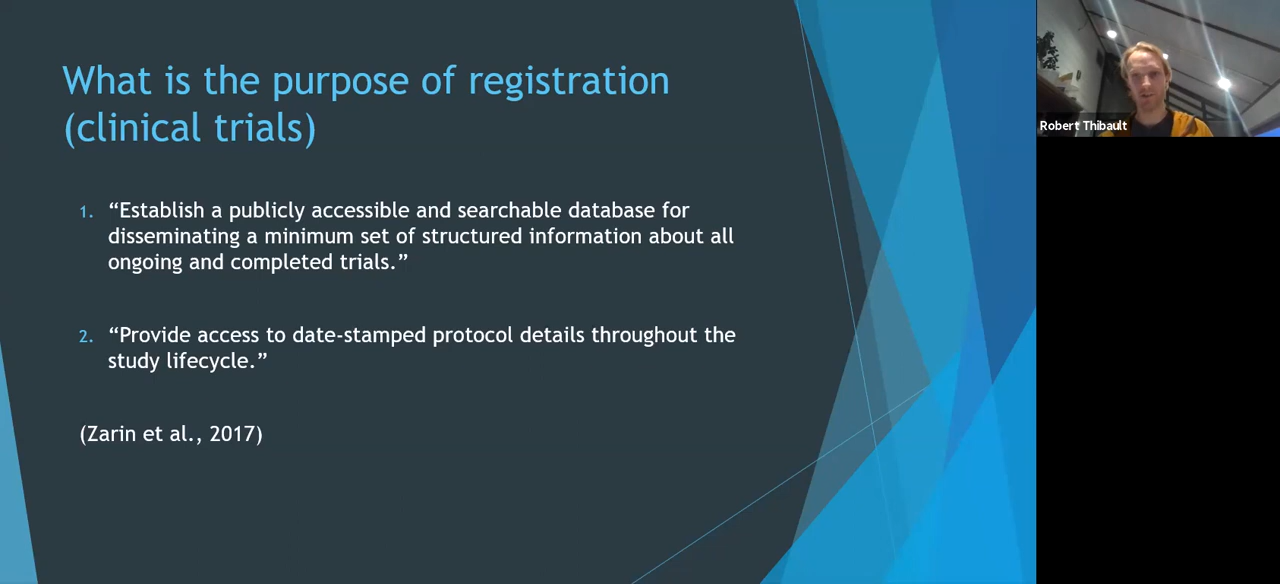 What is the purpose of registration
(clinical trials)
1. “Establish a publicly accessible and searchable database for
disseminating a minimum set of structured information about all
ongoing and completed trials.”
2. “Provide access to date-stamped protocol details throughout the
study lifecycle.”
(Zarin et al., 2017)
Robert Thibault